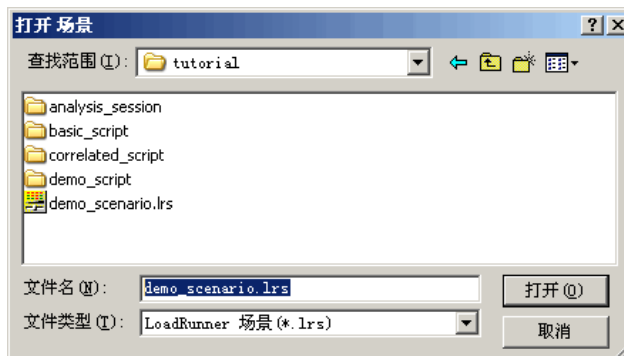 打开 场景
查找范围(I): tutorial
analysis_session
basic_script
correlated_script
demo_script
demo_scenario.lrs
文件名(N): demo_scenario.lrs 打开(O)
文件类型(T): LoadRunner 场景(*.lrs) 取消